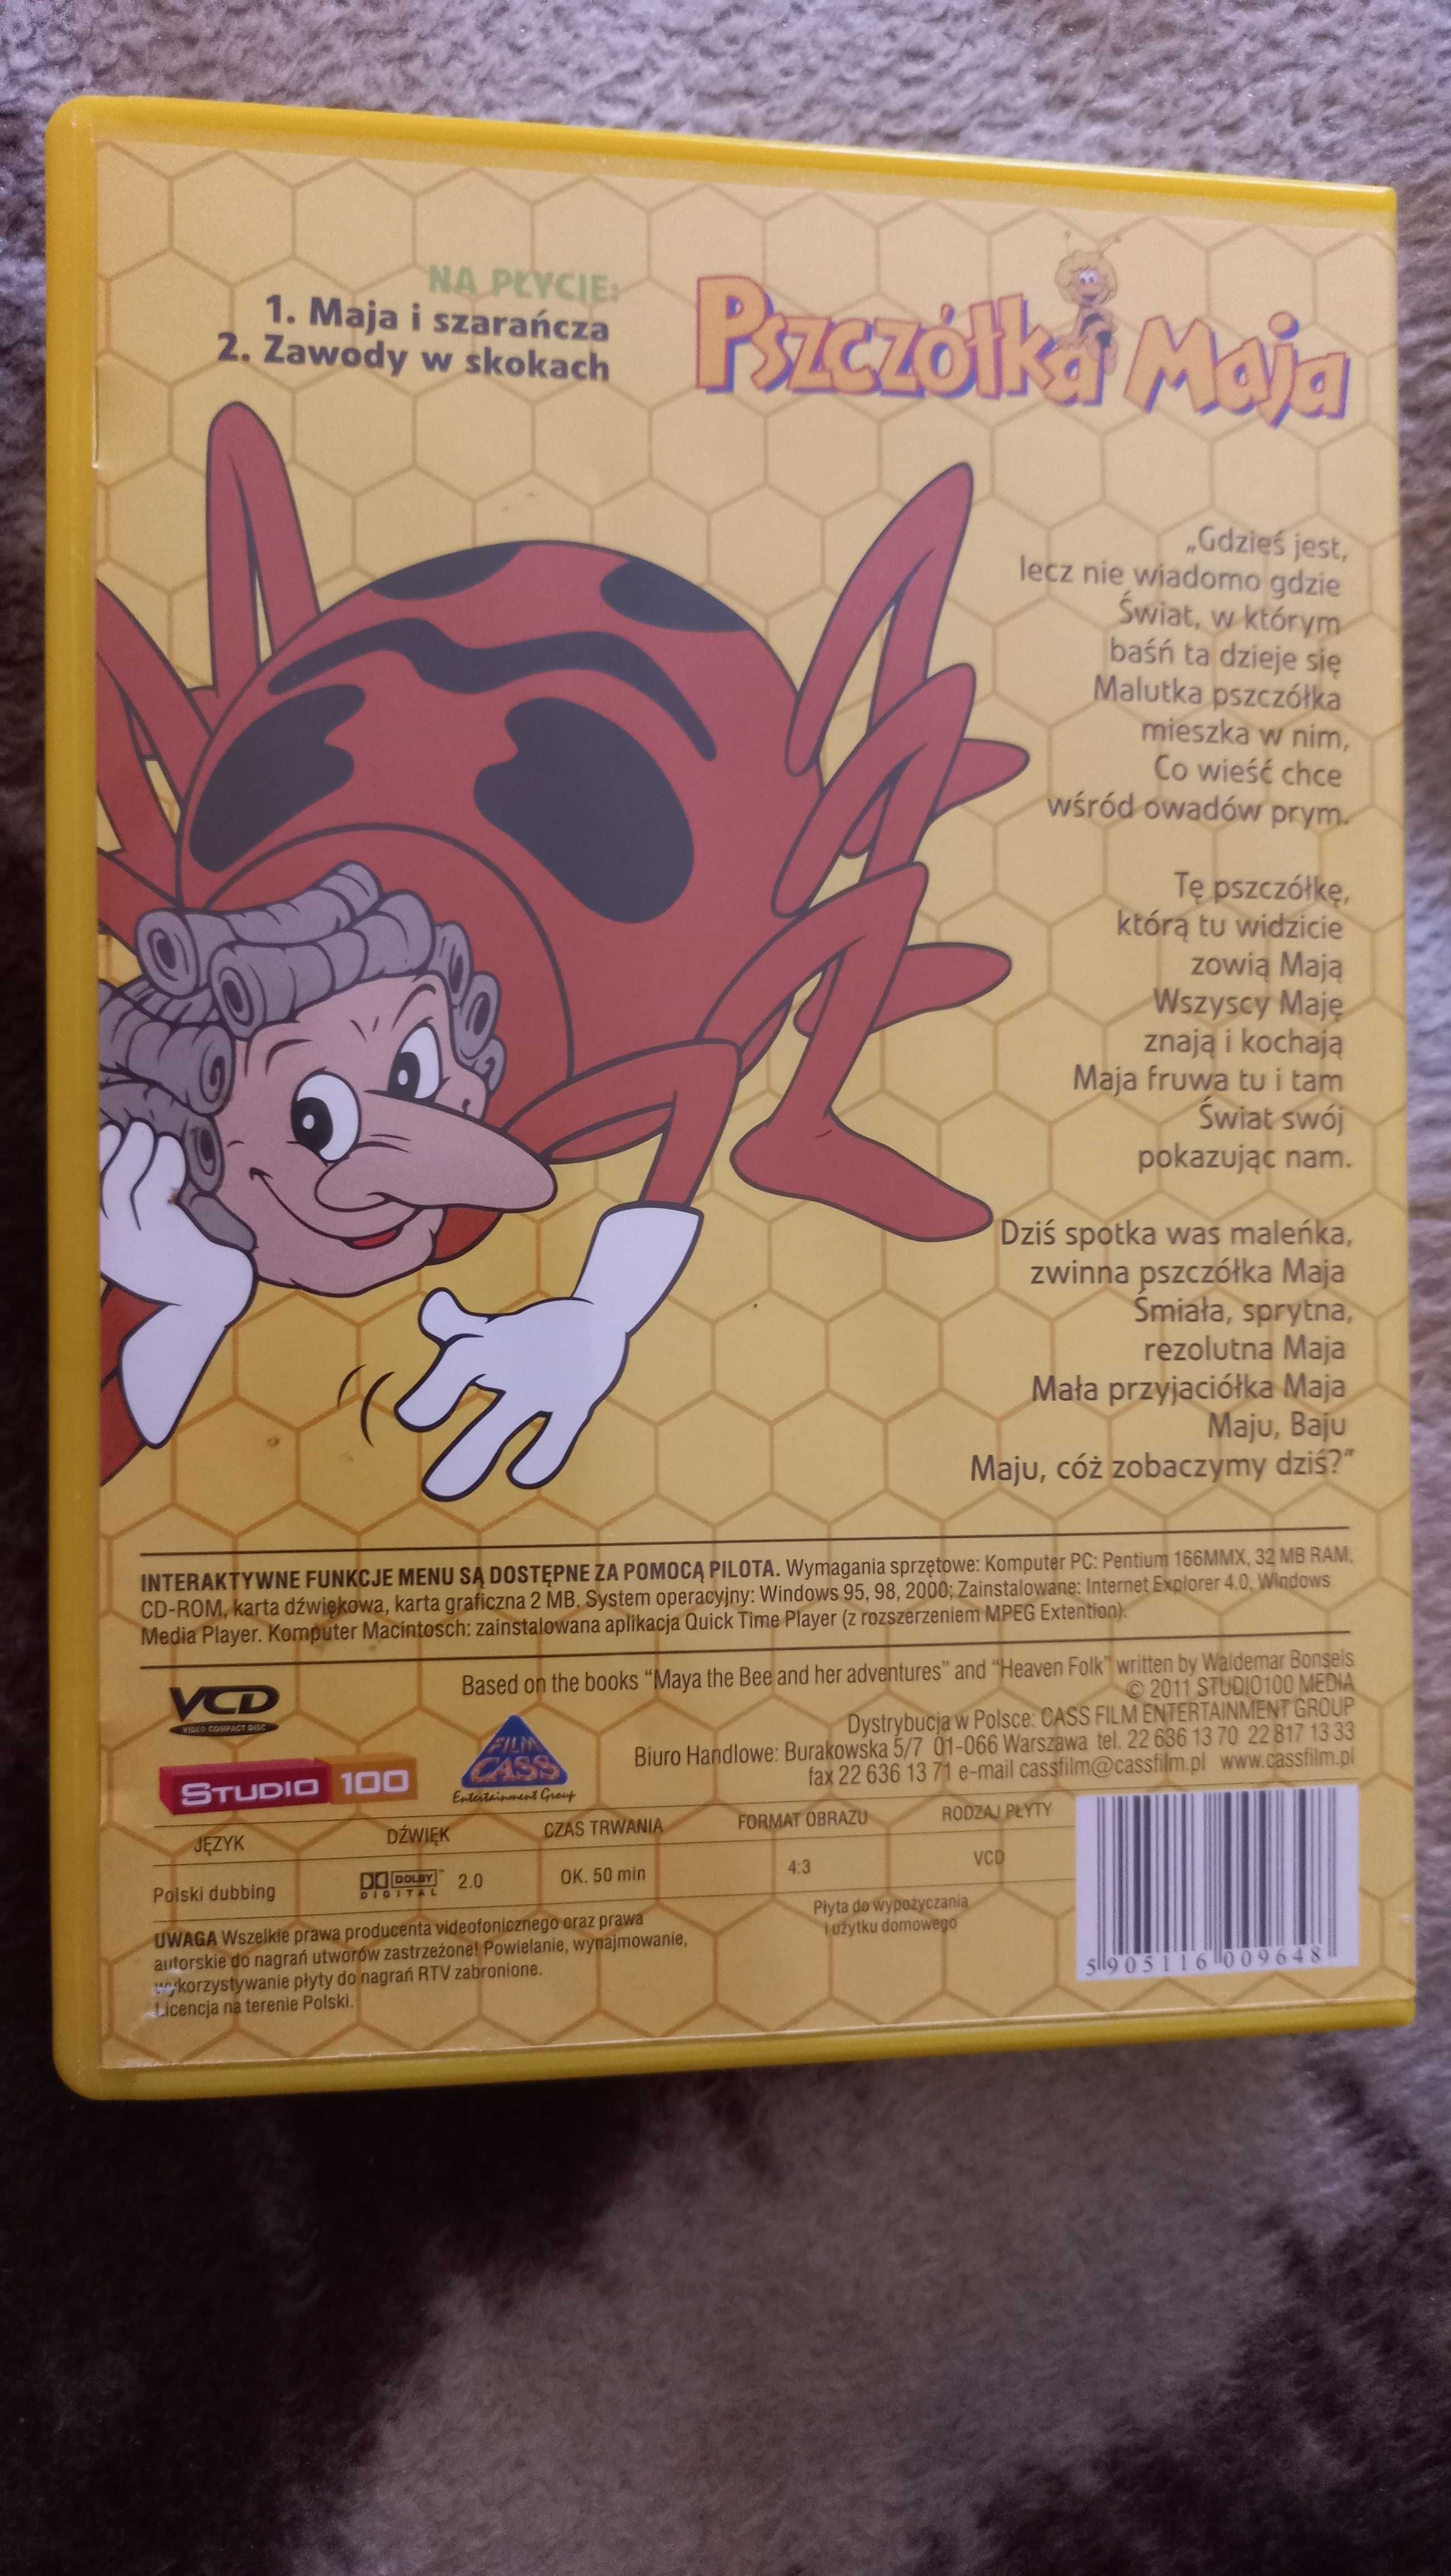 NA PŁYCIE:
1. Maja i szarańcza
2. Zawody w skokach
Pszczółka Maja
„Gdzieś jest,
lecz nie wiadomo gdzie
Świat, w którym
baśń ta dzieje się
Malutka pszczółka
mieszka w nim,
Co wieść chce
wśród owadów prym.
Tę pszczółkę,
którą tu widzicie
zowią Mają
Wszyscy Maję
znają i kochają
Maja fruwa tu i tam
Świat swój
pokazując nam.
Dziś spotka was maleńka,
zwinna pszczółka Maja
Śmiała, sprytna,
rezolutna Maja
Mała przyjaciółka Maja
Maju, Baju
Maju, cóż zobaczymy dziś?"
INTERAKTYWNE FUNKCJE MENU SĄ DOSTĘPNE ZA POMOCĄ PILOTA. Wymagania sprzętowe: Komputer PC: Pentium 166MMX, 32 MB RAM,
CD-ROM, karta dźwiękowa, karta graficzna 2 MB. System operacyjny: Windows 95, 98, 2000; Zainstalowane: Internet Explorer 4.0, Windows
Media Player. Komputer Macintosch: zainstalowana aplikacja Quick Time Player (z rozszerzeniem MPEG Extention).
Based on the books “Maya the Bee and her adventures” and “Heaven Folk” written by Waldemar Bonsels
© 2011 STUDIO100 MEDIA
Dystrybucja w Polsce: CASS FILM ENTERTAINMENT GROUP
Biuro Handlowe: Burakowska 5/7 01-066 Warszawa tel. 22 636 13 70 22 817 13 33
fax 22 636 13 71 e-mail cassfilm@cassfilm.pl www.cassfilm.pl
VCD
VIDEO COMPACT DISC
STUDIO 100
FILM
CASS
Entertainment Group
JĘZYK DŹWIĘK CZAS TRWANIA FORMAT OBRAZU RODZAJ PŁYTY
Polski dubbing DOLBY DIGITAL 2.0 OK. 50 min 4:3 VCD
UWAGA Wszelkie prawa producenta videofonicznego oraz prawa
autorskie do nagrań utworów zastrzeżone! Powielanie, wynajmowanie,
wykorzystywanie płyty do nagrań RTV zabronione.
Licencja na terenie Polski.
Płyta do wypożyczania
i użytku domowego
5 905116 009648